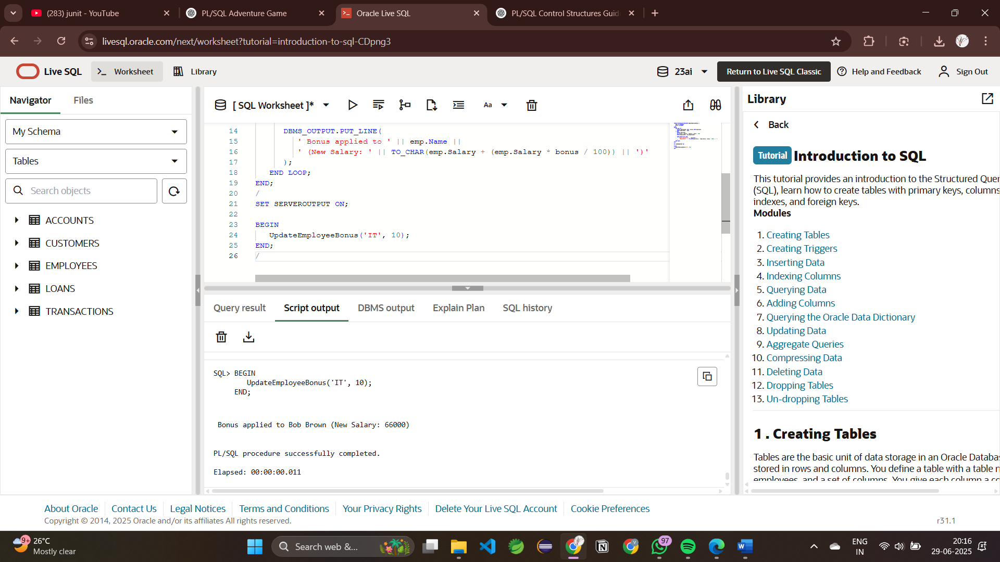 (283) junit - YouTube
PL/SQL Adventure Game
Oracle Live SQL
PL/SQL Control Structures Guid
livesql.oracle.com/next/worksheet?tutorial=introduction-to-sql-CDpng3
Live SQL
Worksheet
Library
23ai
Return to Live SQL Classic
Help and Feedback
Sign Out
Navigator
Files
My Schema
Tables
Search objects
ACCOUNTS
CUSTOMERS
EMPLOYEES
LOANS
TRANSACTIONS
[ SQL Worksheet ]*
Aa
14 DBMS_OUTPUT.PUT_LINE(
15 ' Bonus applied to ' || emp.Name ||
16 ' (New Salary: ' || TO_CHAR(emp.Salary + (emp.Salary * bonus / 100)) || ')'
17 );
18 END LOOP;
19 END;
20 /
21 SET SERVEROUTPUT ON;
22
23 BEGIN
24 UpdateEmployeeBonus('IT', 10);
25 END;
26 /
Query result
Script output
DBMS output
Explain Plan
SQL history
SQL> BEGIN
UpdateEmployeeBonus('IT', 10);
END;
Bonus applied to Bob Brown (New Salary: 66000)
PL/SQL procedure successfully completed.
Elapsed: 00:00:00.011
Library
Back
Tutorial Introduction to SQL
This tutorial provides an introduction to the Structured Quer
(SQL), learn how to create tables with primary keys, columns
indexes, and foreign keys.
Modules
1. Creating Tables
2. Creating Triggers
3. Inserting Data
4. Indexing Columns
5. Querying Data
6. Adding Columns
7. Querying the Oracle Data Dictionary
8. Updating Data
9. Aggregate Queries
10. Compressing Data
11. Deleting Data
12. Dropping Tables
13. Un-dropping Tables
1 . Creating Tables
Tables are the basic unit of data storage in an Oracle Databa
stored in rows and columns. You define a table with a table n
employees, and a set of columns. You give each column a co
About Oracle
Contact Us
Legal Notices
Terms and Conditions
Your Privacy Rights
Delete Your Live SQL Account
Cookie Preferences
Copyright © 2014, 2025 Oracle and/or its affiliates All rights reserved.
r31.1
9+
26°C
Mostly clear
Search web &...
97
ENG
IN
20:16
29-06-2025